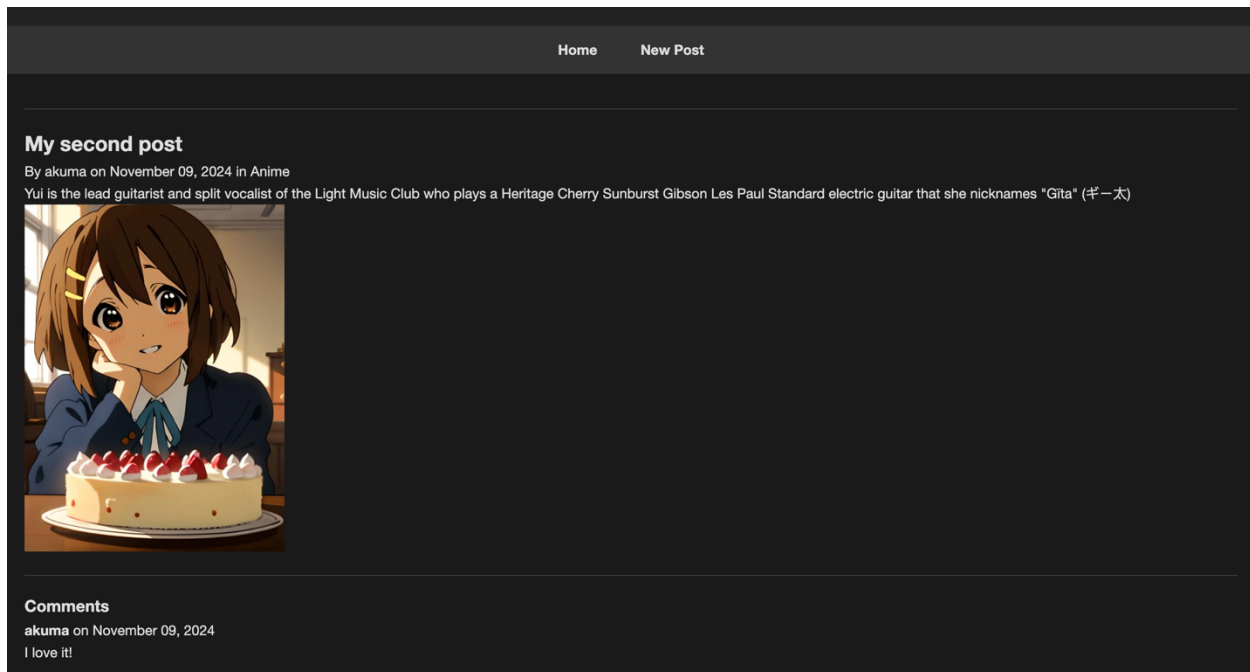 Home New Post
My second post
By akuma on November 09, 2024 in Anime
Yui is the lead guitarist and split vocalist of the Light Music Club who plays a Heritage Cherry Sunburst Gibson Les Paul Standard electric guitar that she nicknames "Gīta" (ギー太)
Comments
akuma on November 09, 2024
I love it!